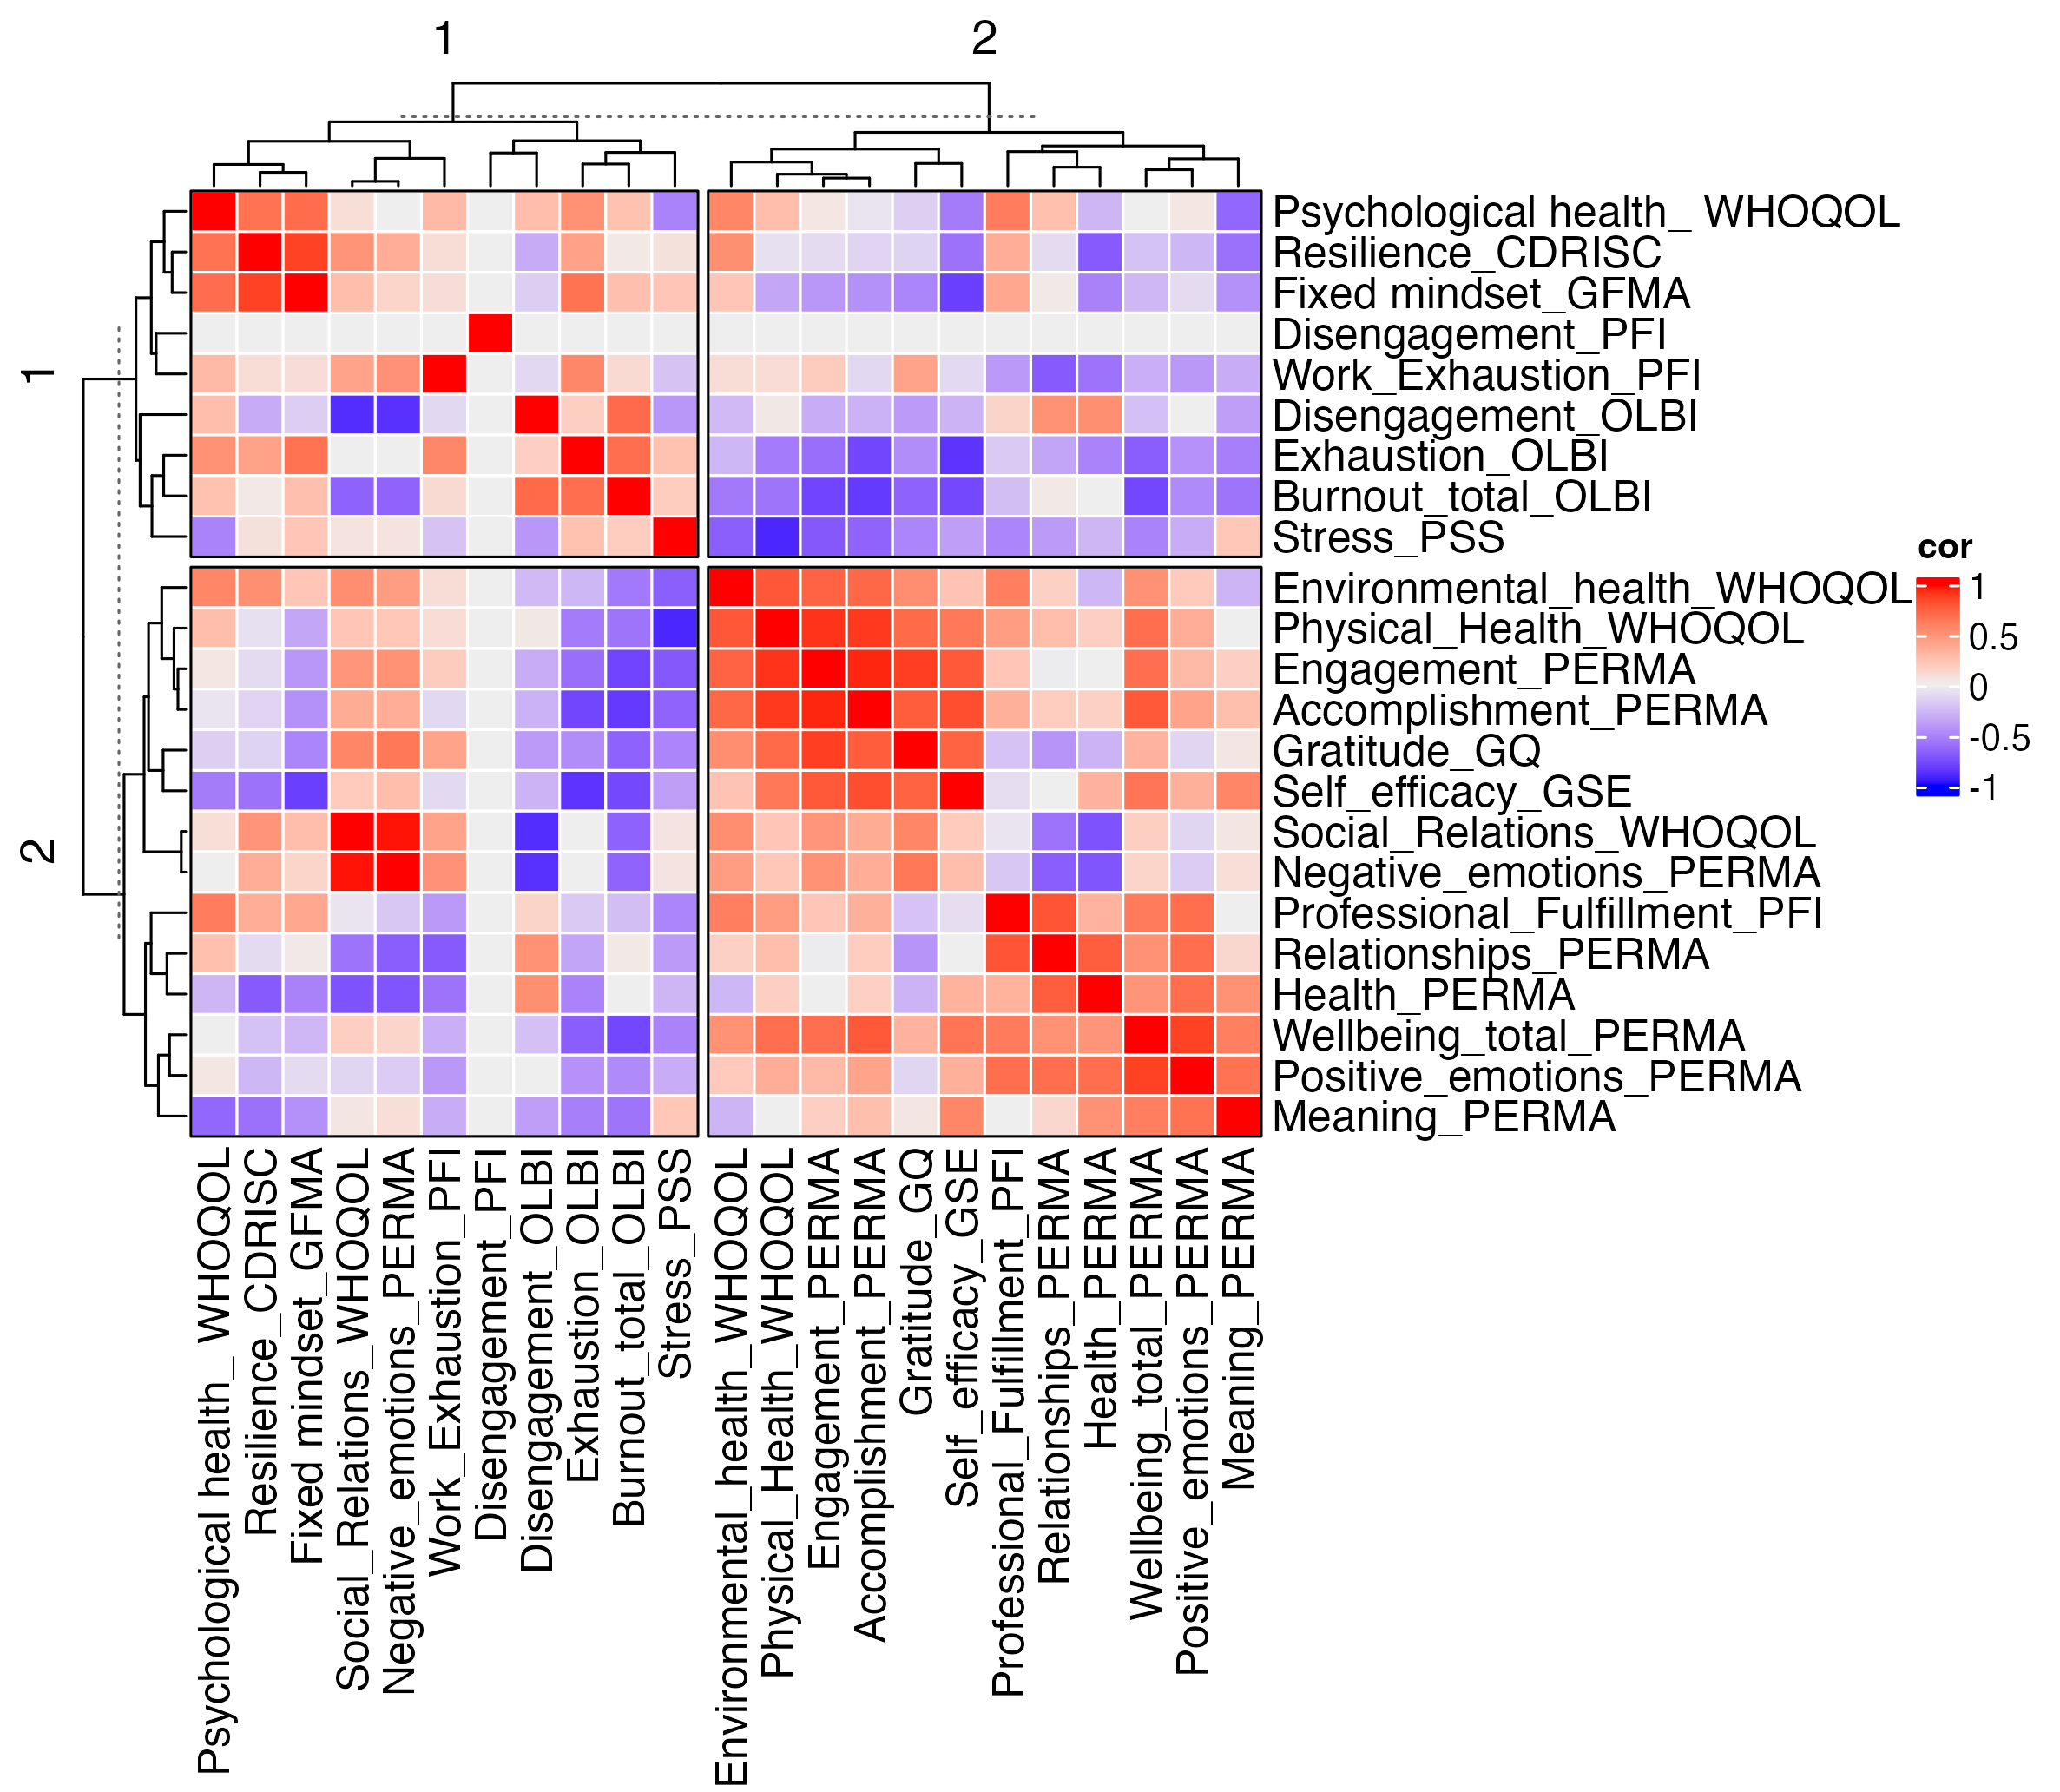 1
2
1
2
Psychological health_ WHOQOL
Resilience_CDRISC
Fixed mindset_GFMA
Disengagement_PFI
Work_Exhaustion_PFI
Disengagement_OLBI
Exhaustion_OLBI
Burnout_total_OLBI
Stress_PSS
Environmental_health_WHOQOL
Physical_Health_WHOQOL
Engagement_PERMA
Accomplishment_PERMA
Gratitude_GQ
Self_efficacy_GSE
Social_Relations_WHOQOL
Negative_emotions_PERMA
Professional_Fulfillment_PFI
Relationships_PERMA
Health_PERMA
Wellbeing_total_PERMA
Positive_emotions_PERMA
Meaning_PERMA
cor
1
0.5
0
-0.5
-1
Psychological health_ WHOQOL
Resilience_CDRISC
Fixed mindset_GFMA
Social_Relations_WHOQOL
Negative_emotions_PERMA
Work_Exhaustion_PFI
Disengagement_PFI
Disengagement_OLBI
Exhaustion_OLBI
Burnout_total_OLBI
Stress_PSS
Environmental_health_WHOQOL
Physical_Health_WHOQOL
Engagement_PERMA
Accomplishment_PERMA
Gratitude_GQ
Self_efficacy_GSE
Professional_Fulfillment_PFI
Relationships_PERMA
Health_PERMA
Wellbeing_total_PERMA
Positive_emotions_PERMA
Meaning_PERMA